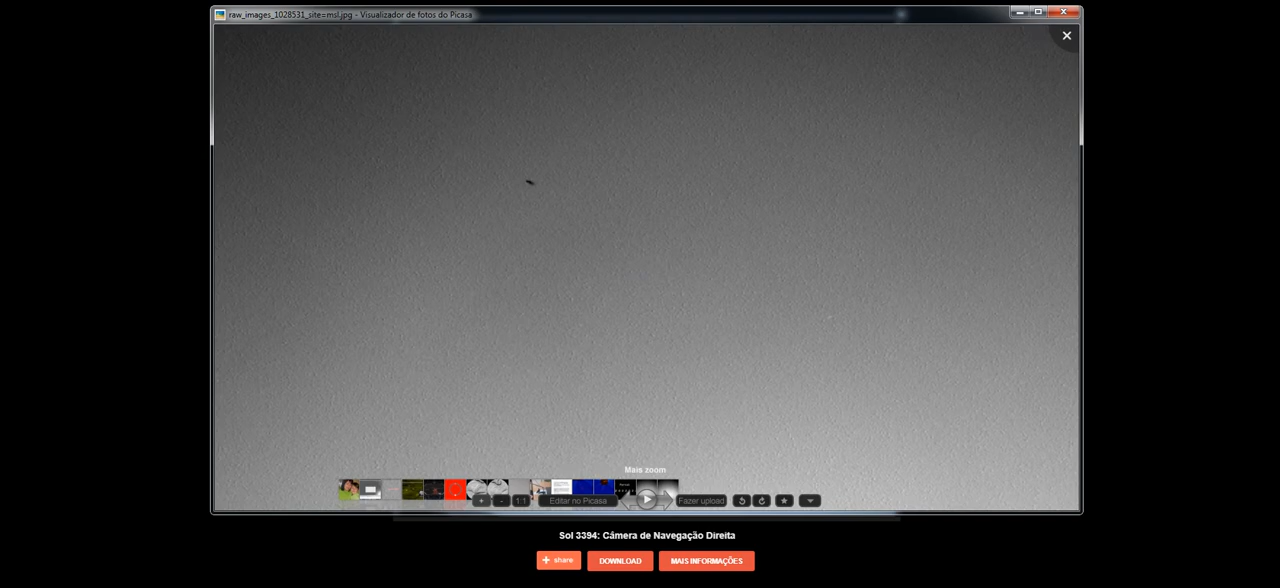 raw_images_1028531_site=msl.jpg - Visualizador de fotos do Picasa
Mais zoom
1:1
Editar no Picasa
Fazer upload
Sol 3394: Câmera de Navegação Direita
+ share
DOWNLOAD
MAIS INFORMAÇÕES